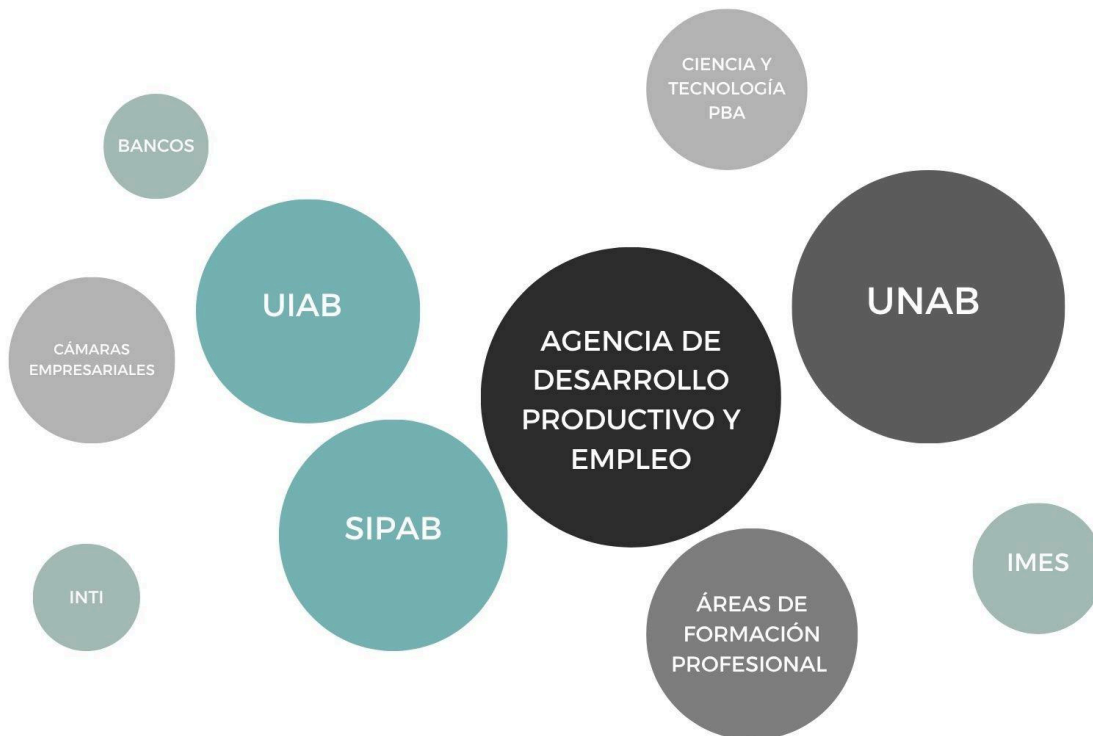 CIENCIA Y
TECNOLOGÍA
PBA
BANCOS
UIAB
UNAB
CÁMARAS
EMPRESARIALES
AGENCIA DE
DESARROLLO
PRODUCTIVO Y
EMPLEO
SIPAB
INTI
ÁREAS DE
FORMACIÓN
PROFESIONAL
IMES